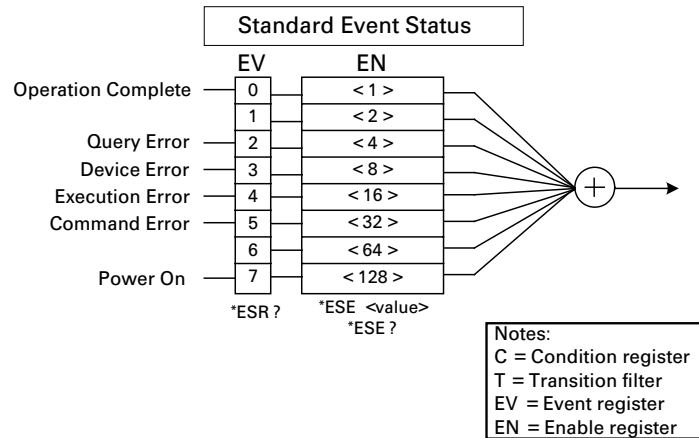 Standard Event Status
EV EN
Operation Complete 0 < 1 >
1 < 2 >
Query Error 2 < 4 >
Device Error 3 < 8 >
Execution Error 4 < 16 >
Command Error 5 < 32 >
6 < 64 >
Power On 7 < 128 >
*ESR ? *ESE <value>
*ESE ?
+
Notes:
C = Condition register
T = Transition filter
EV = Event register
EN = Enable register